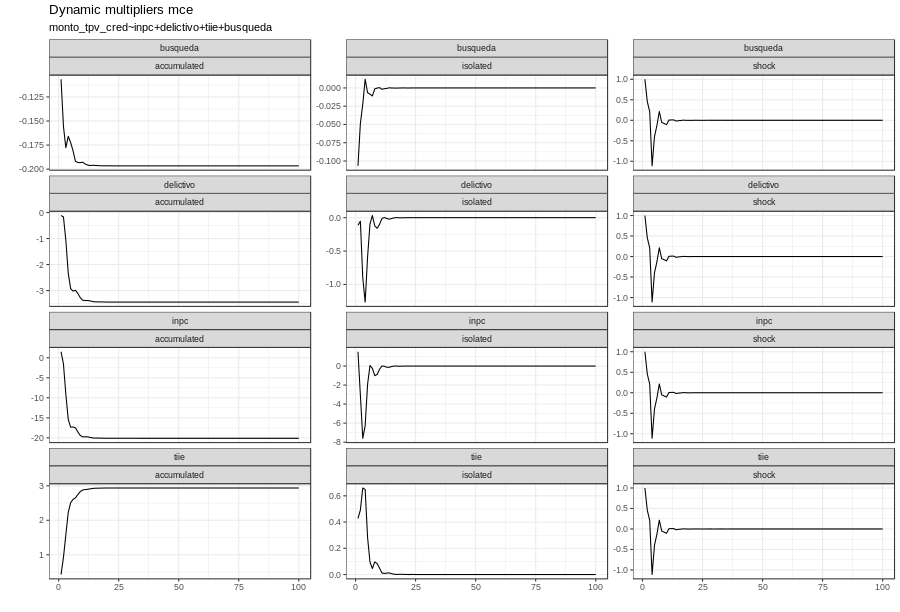 Dynamic multipliers mce
monto_tpv_cred~inpc+delictivo+tiie+busqueda
busqueda busqueda busqueda
accumulated isolated shock
-0.125 0.000 1.0
-0.150 -0.025 0.5
-0.175 -0.050 0.0
-0.200 -0.075 -0.5
-0.100 -1.0
delictivo delictivo delictivo
accumulated isolated shock
0 0.0 1.0
-1 -0.5 0.5
-2 -1.0 0.0
-3 -0.5
-1.0
inpc inpc inpc
accumulated isolated shock
0 0 1.0
-5 -2 0.5
-10 -4 0.0
-15 -6 -0.5
-20 -8 -1.0
tiie tiie tiie
accumulated isolated shock
3 0.6 1.0
2 0.4 0.5
1 0.2 0.0
0.0 -0.5
-1.0
0 25 50 75 100 0 25 50 75 100 0 25 50 75 100